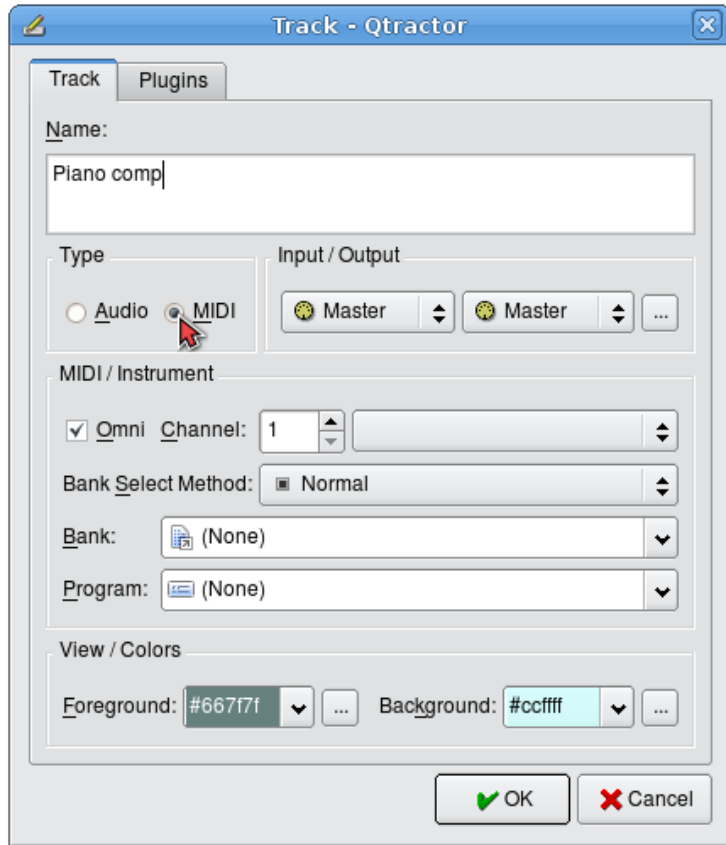 Track - Qtractor
Track Plugins
Name:
Piano comp
Type Input / Output
Audio MIDI Master Master ...
MIDI / Instrument
Omni Channel: 1
Bank Select Method: Normal
Bank: (None)
Program: (None)
View / Colors
Foreground: #667f7f ... Background: #ccffff ...
OK Cancel